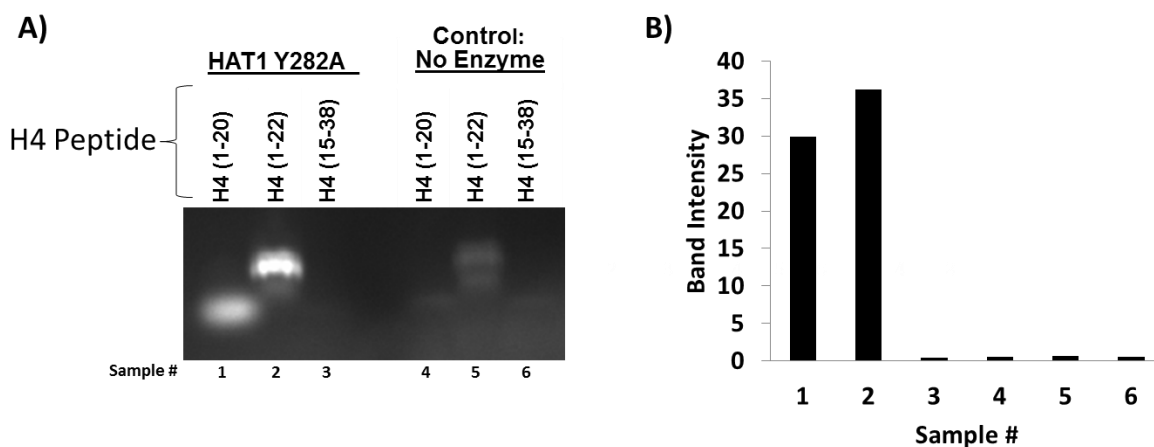 A)
HAT1 Y282A
Control:
No Enzyme
H4 Peptide
H4 (1-20)
H4 (1-22)
H4 (15-38)
H4 (1-20)
H4 (1-22)
H4 (15-38)
Sample # 1 2 3 4 5 6
B)
Band Intensity
40
35
30
25
20
15
10
5
0
1 2 3 4 5 6
Sample #